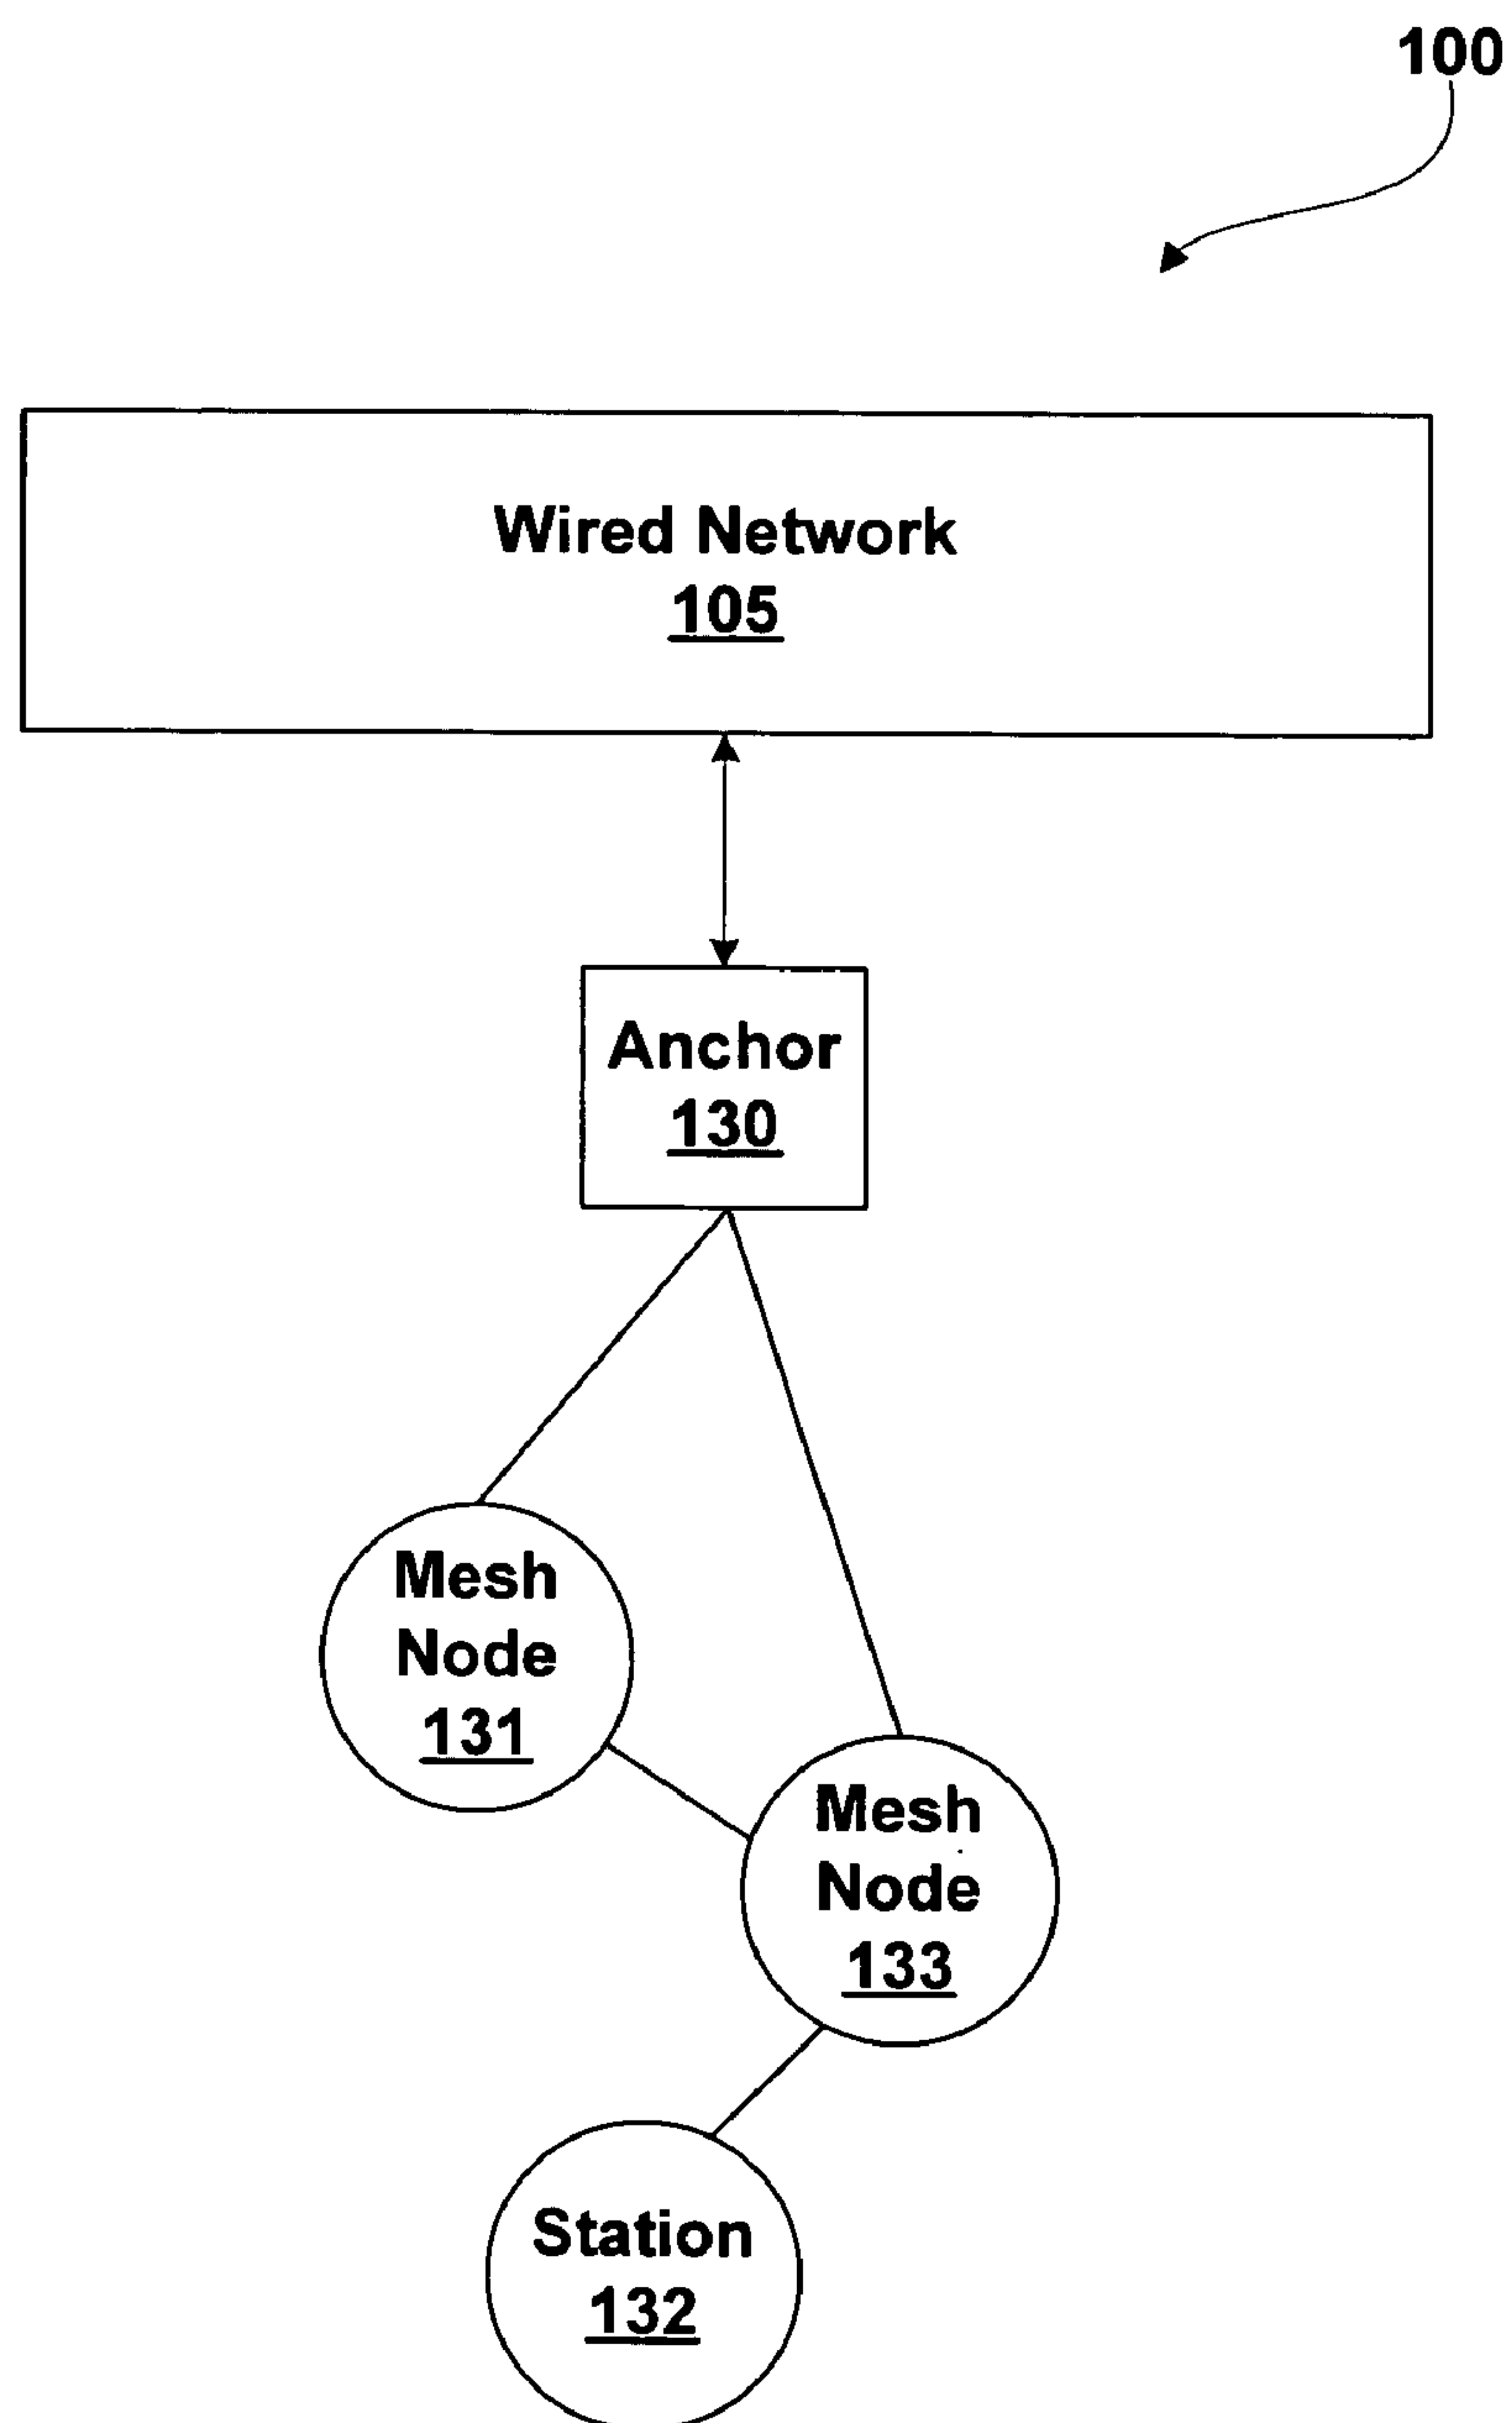 100
Wired Network
105
Anchor
130
Mesh
Node
131
Mesh
Node
133
Station
132